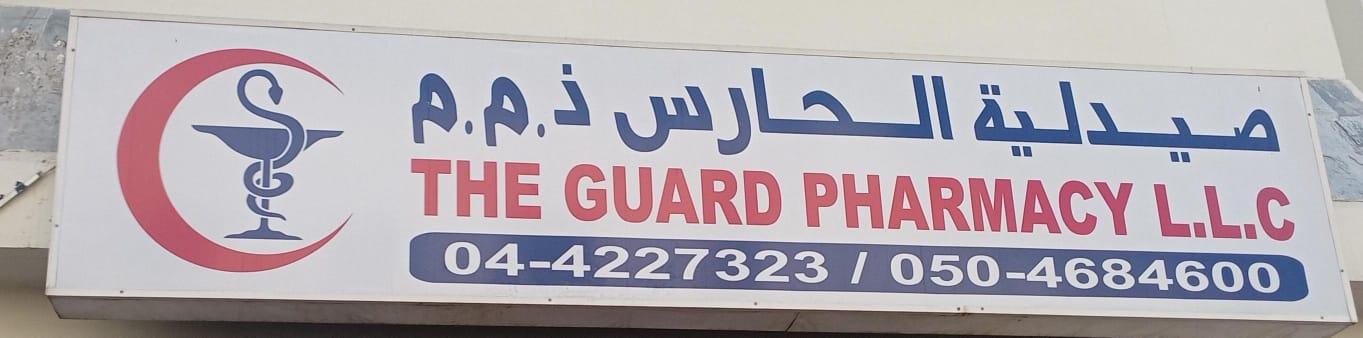 صيدلية الحارس ذ.م.م
THE GUARD PHARMACY L.L.C
04-4227323 / 050-4684600